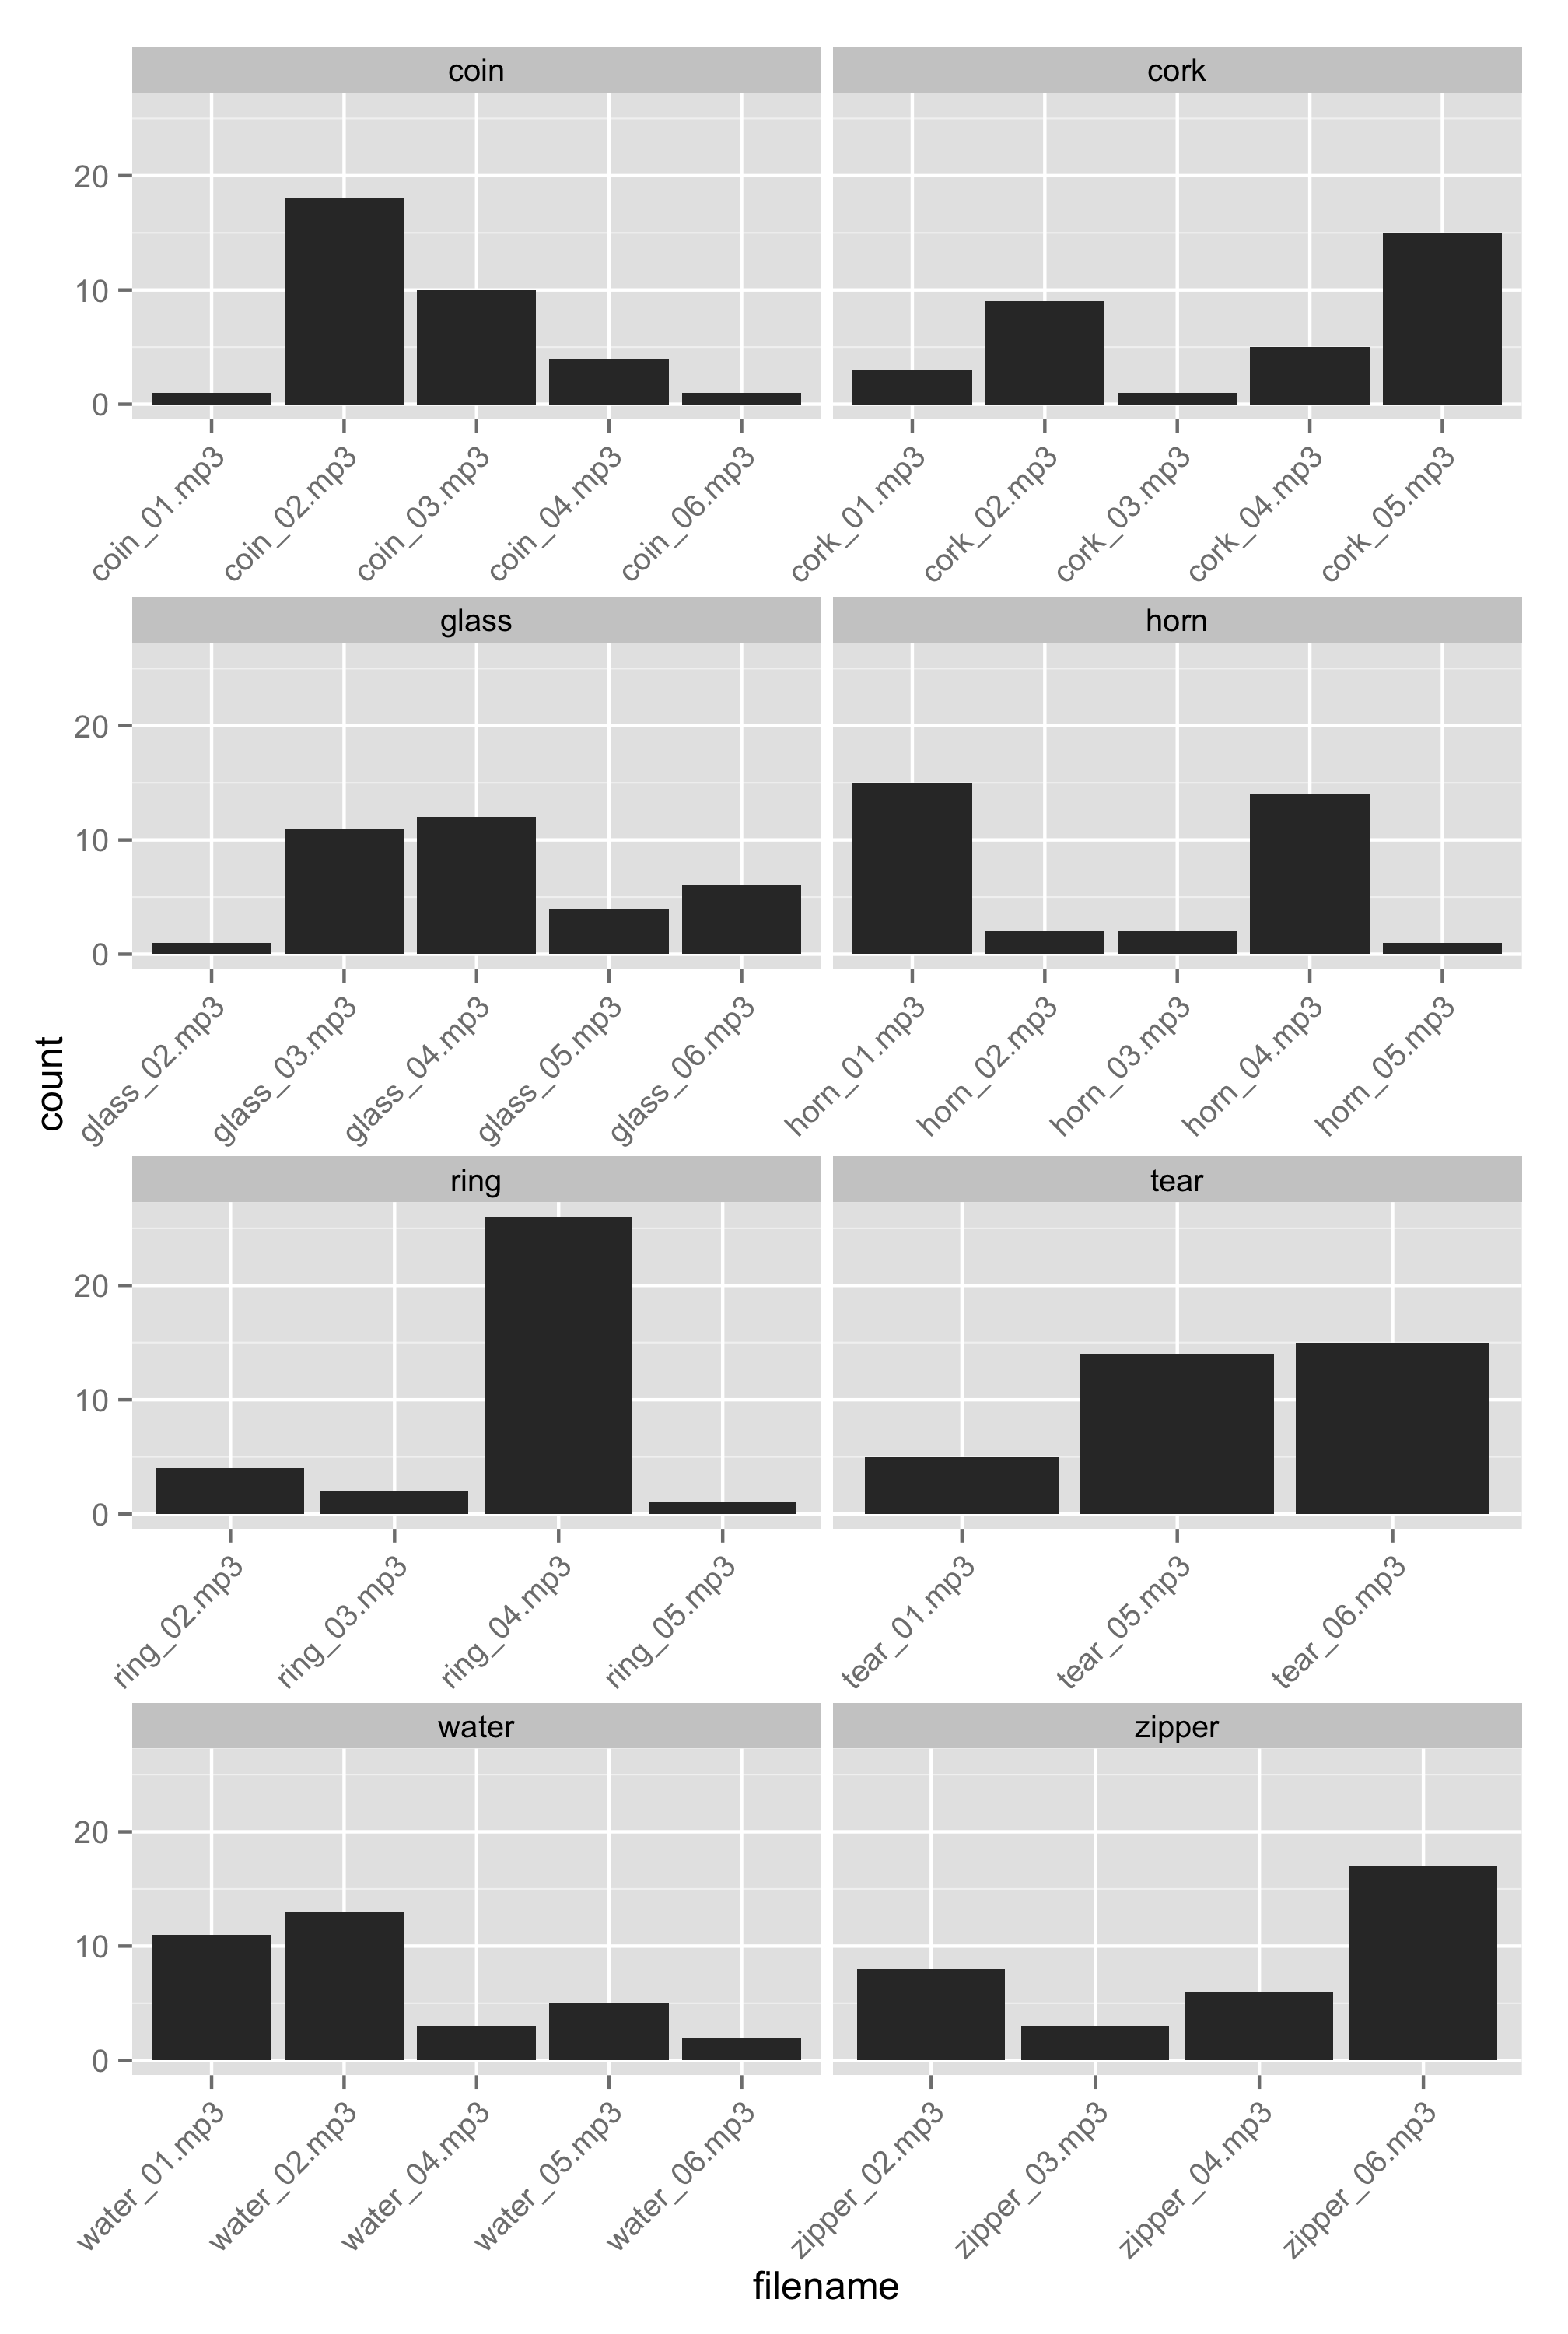 coin
cork
20
10
0
coin_01.mp3
coin_02.mp3
coin_03.mp3
coin_04.mp3
coin_06.mp3
cork_01.mp3
cork_02.mp3
cork_03.mp3
cork_04.mp3
cork_05.mp3
glass
horn
20
10
0
glass_02.mp3
glass_03.mp3
glass_04.mp3
glass_05.mp3
glass_06.mp3
horn_01.mp3
horn_02.mp3
horn_03.mp3
horn_04.mp3
horn_05.mp3
count
ring
tear
20
10
0
ring_02.mp3
ring_03.mp3
ring_04.mp3
ring_05.mp3
tear_01.mp3
tear_05.mp3
tear_06.mp3
water
zipper
20
10
0
water_01.mp3
water_02.mp3
water_04.mp3
water_05.mp3
water_06.mp3
zipper_02.mp3
zipper_03.mp3
zipper_04.mp3
zipper_06.mp3
filename